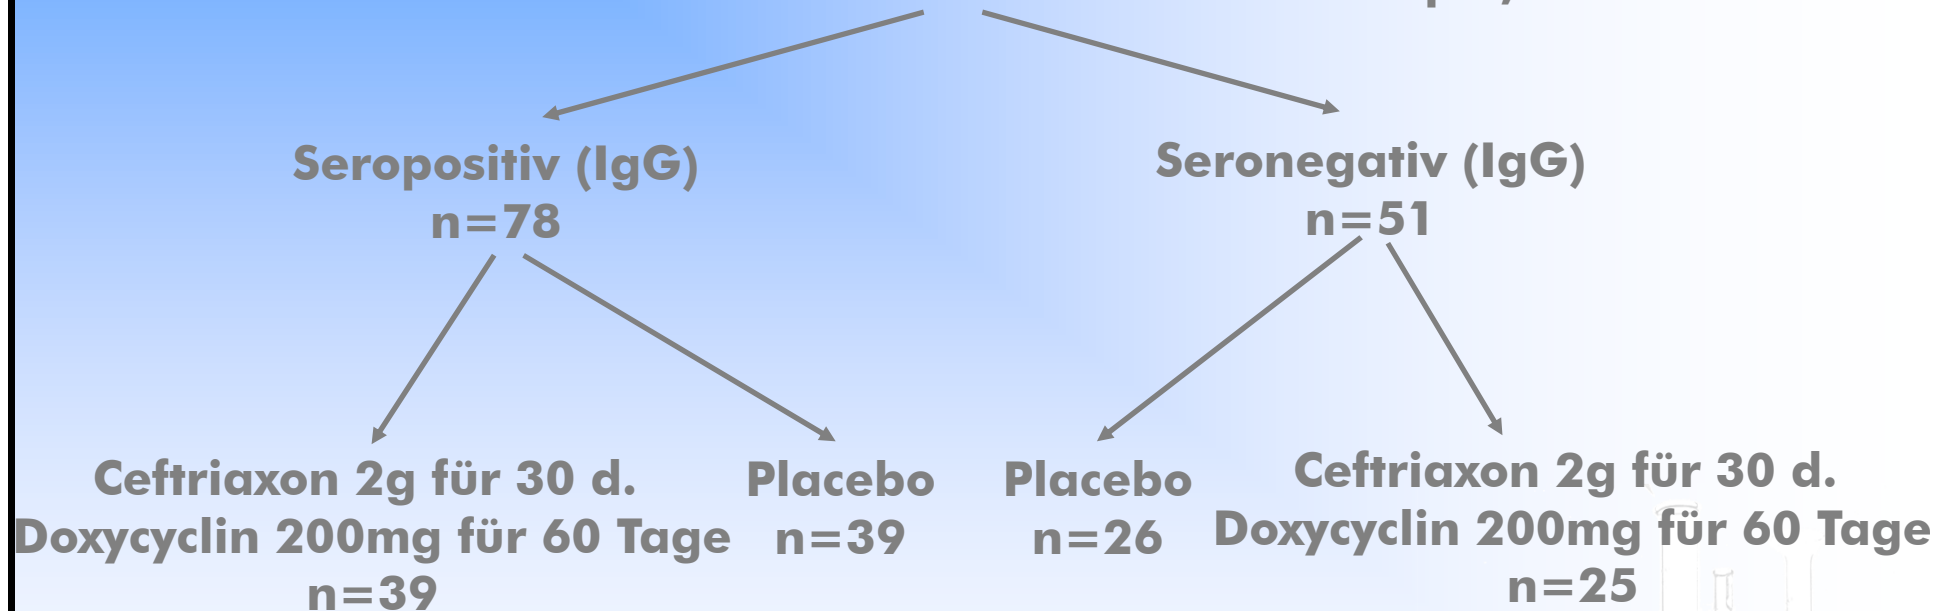 Seropositiv (IgG)
n=78
Seronegativ (IgG)
n=51
Ceftriaxon 2g für 30 d.
Doxycyclin 200mg für 60 Tage
n=39
Placebo
n=39
Placebo
n=26
Ceftriaxon 2g für 30 d.
Doxycyclin 200mg für 60 Tage
n=25